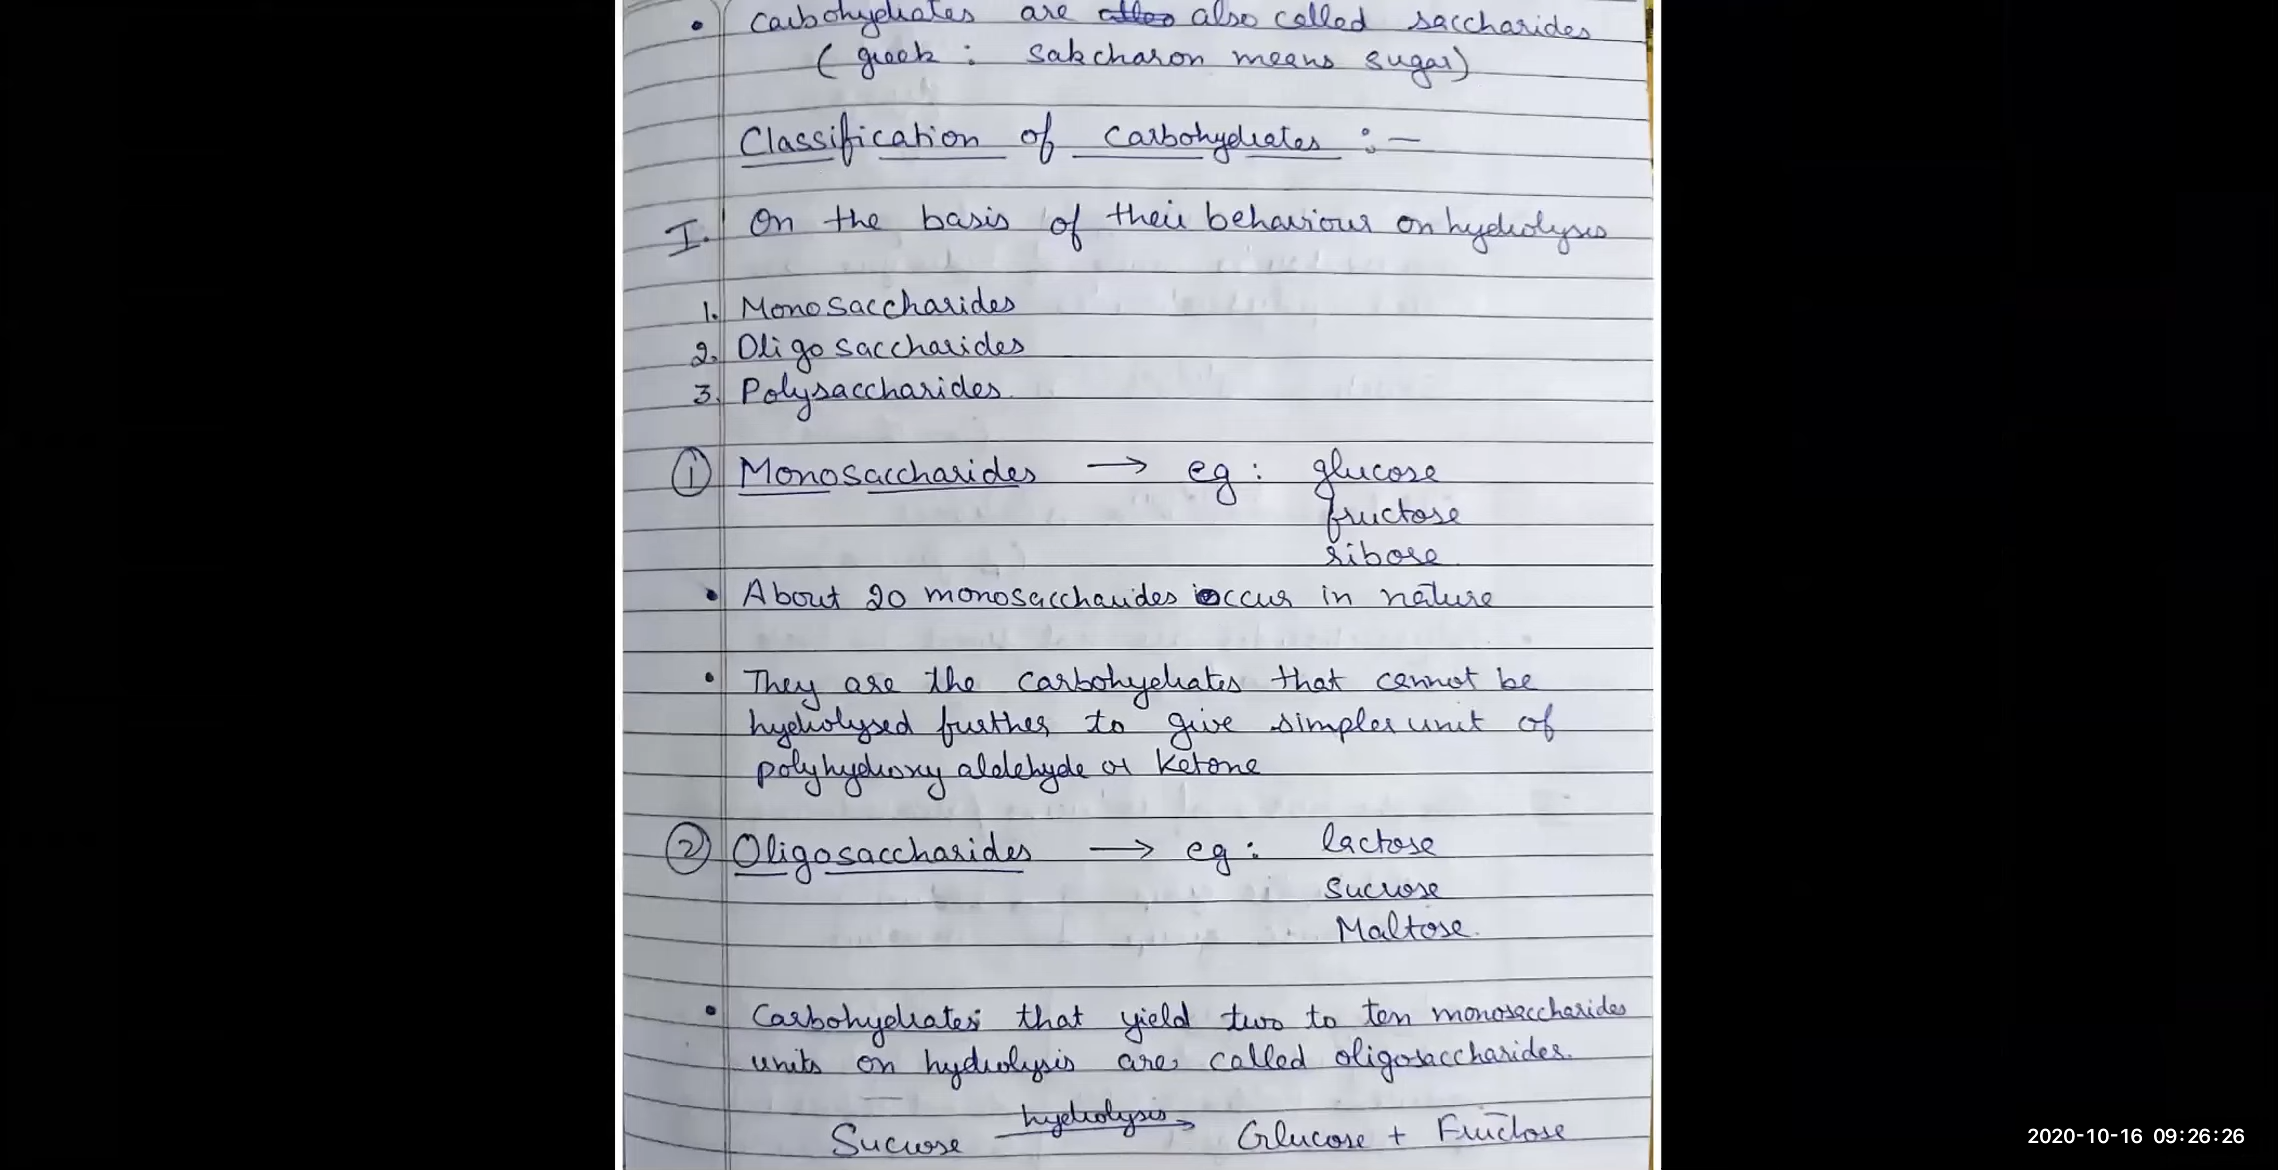 • Carbohydrates are also called saccharides
( greek : sakcharon means sugar)
Classification of Carbohydrates :-
I. On the basis of their behaviour on hydrolysis
1. Monosaccharides
2. Oligosaccharides
3. Polysaccharides.
① Monosaccharides → eg : glucose
fructose
ribose
• About 20 monosaccharides occur in nature
• They are the carbohydrates that cannot be
hydrolysed further to give simpler unit of
polyhydroxy aldehyde or Ketone
② Oligosaccharides → eg : lactose
sucrose
Maltose.
• Carbohydrates that yield two to ten monosaccharides
units on hydrolysis are called oligosaccharides.
hydrolysis
Sucrose → Glucose + Fructose
2020-10-16 09:26:26